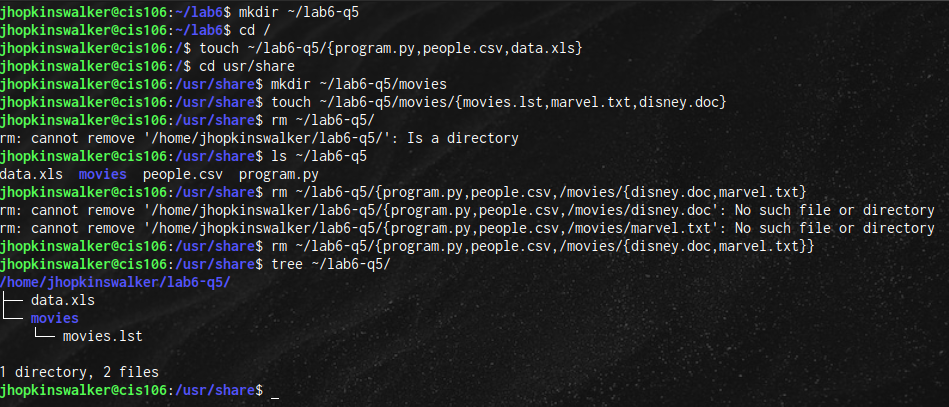 jhopkinswalker@cis106:~/lab6$ mkdir ~/lab6-q5
jhopkinswalker@cis106:~/lab6$ cd /
jhopkinswalker@cis106:/$ touch ~/lab6-q5/{program.py,people.csv,data.xls}
jhopkinswalker@cis106:/$ cd usr/share
jhopkinswalker@cis106:/usr/share$ mkdir ~/lab6-q5/movies
jhopkinswalker@cis106:/usr/share$ touch ~/lab6-q5/movies/{movies.lst,marvel.txt,disney.doc}
jhopkinswalker@cis106:/usr/share$ rm ~/lab6-q5/
rm: cannot remove '/home/jhopkinswalker/lab6-q5/': Is a directory
jhopkinswalker@cis106:/usr/share$ ls ~/lab6-q5
data.xls  movies  people.csv  program.py
jhopkinswalker@cis106:/usr/share$ rm ~/lab6-q5/{program.py,people.csv,/movies/{disney.doc,marvel.txt}
rm: cannot remove '/home/jhopkinswalker/lab6-q5/{program.py,people.csv,/movies/disney.doc': No such file or directory
rm: cannot remove '/home/jhopkinswalker/lab6-q5/{program.py,people.csv,/movies/marvel.txt': No such file or directory
jhopkinswalker@cis106:/usr/share$ rm ~/lab6-q5/{program.py,people.csv,/movies/{disney.doc,marvel.txt}}
jhopkinswalker@cis106:/usr/share$ tree ~/lab6-q5/
/home/jhopkinswalker/lab6-q5/
├── data.xls
└── movies
    └── movies.lst
1 directory, 2 files
jhopkinswalker@cis106:/usr/share$ _